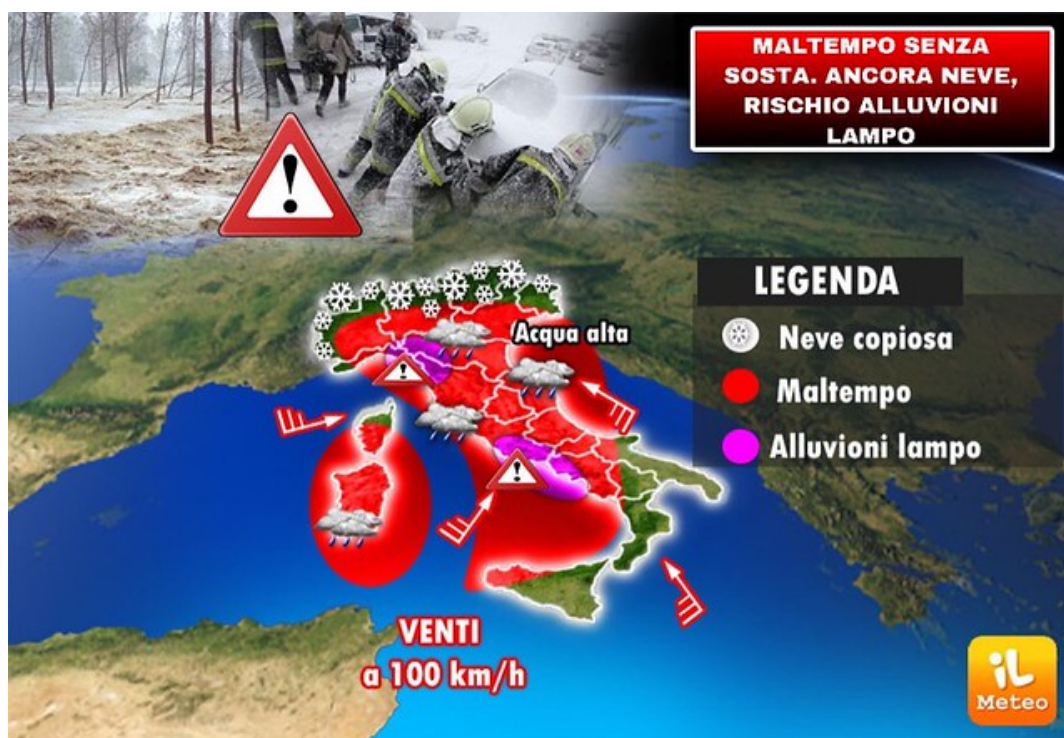 MALTEMPO SENZA
SOSTA. ANCORA NEVE,
RISCHIO ALLUVIONI
LAMPO
LEGENDA
Neve copiosa
Maltempo
Alluvioni lampo
Acqua alta
VENTI
a 100 km/h
iL
Meteo